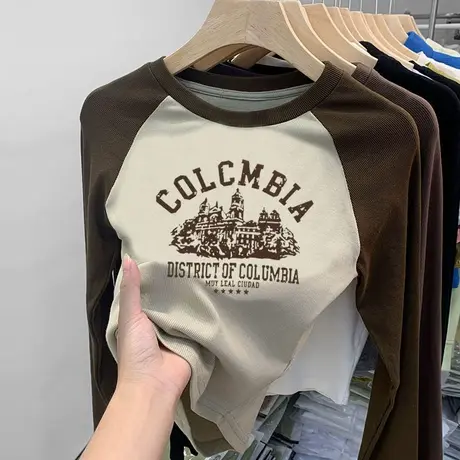 COLCMBIA
DISTRICT OF COLUMBIA
MUY LEAL CIUDAD